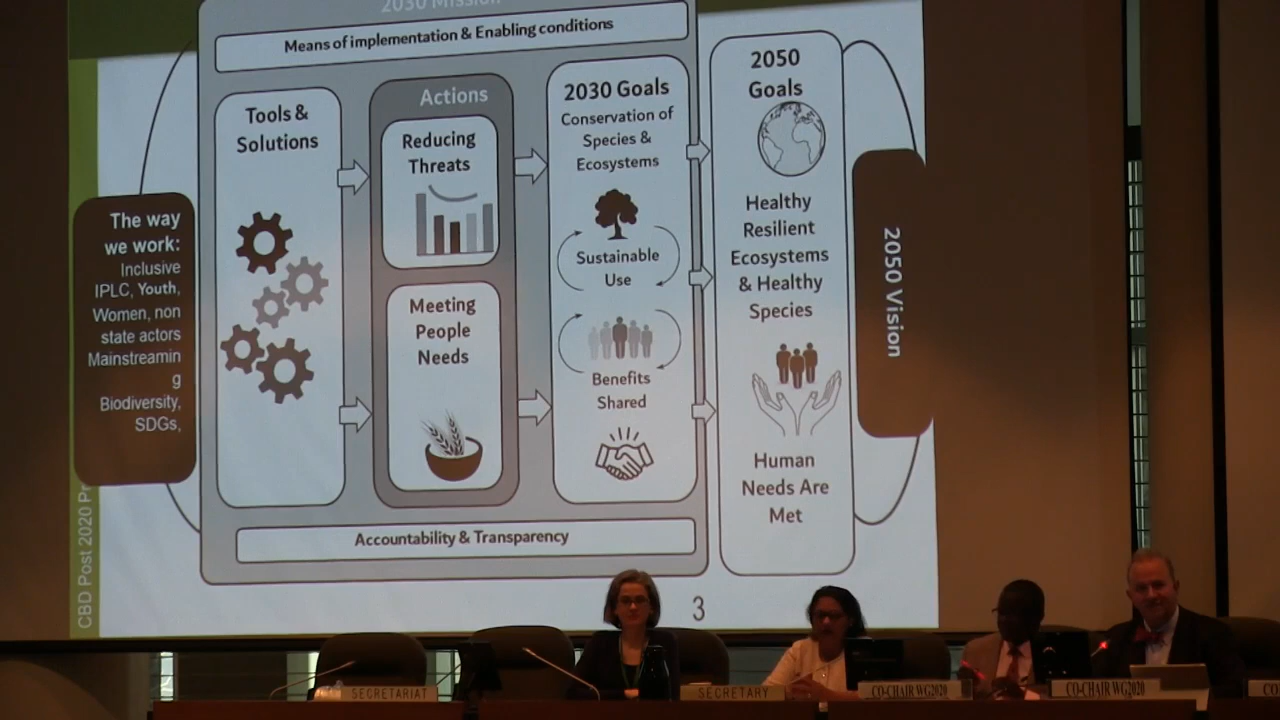 2030 Mission
Means of implementation & Enabling conditions
Tools &
Solutions
Actions
Reducing
Threats
Meeting
People
Needs
2030 Goals
Conservation of
Species &
Ecosystems
Sustainable
Use
Benefits
Shared
2050
Goals
Healthy
Resilient
Ecosystems
& Healthy
Species
Human
Needs Are
Met
The way
we work:
Inclusive
IPLC, Youth,
Women, non
state actors
Mainstreamin
g
Biodiversity,
SDGs,
2050 Vision
Accountability & Transparency
CBD Post 2020
3
SECRETARIAT
SECRETARY
CO-CHAIR WG2020
CO-CHAIR WG2020
CO